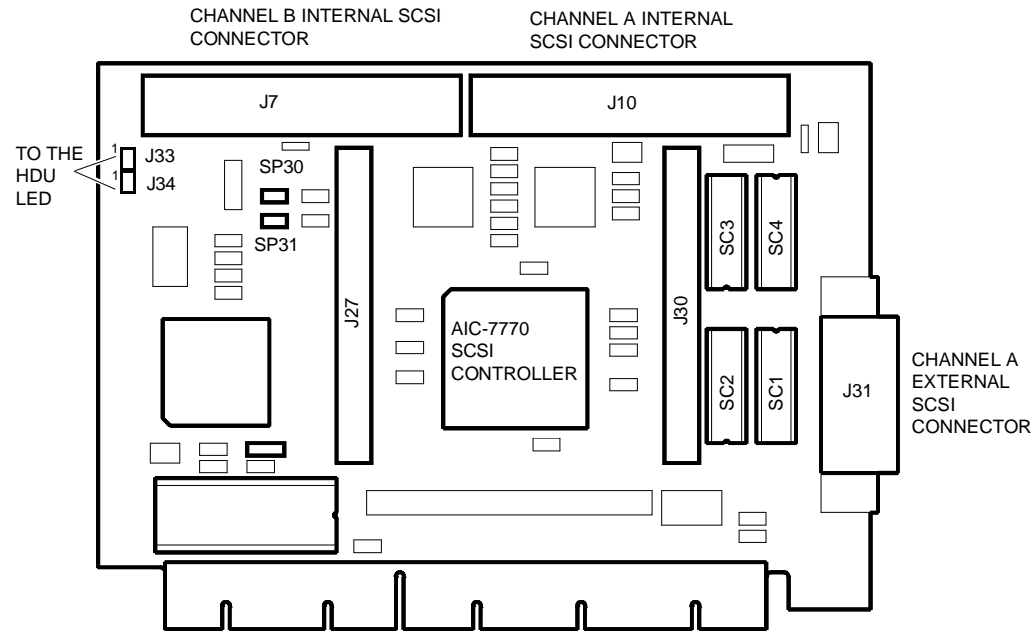 CHANNEL B INTERNAL SCSI
CONNECTOR
CHANNEL A INTERNAL
SCSI CONNECTOR
J7
J10
TO THE
HDU
LED
1
J33
1
J34
SP30
SP31
J27
AIC-7770
SCSI
CONTROLLER
J30
SC3
SC4
SC2
SC1
J31
CHANNEL A
EXTERNAL
SCSI
CONNECTOR